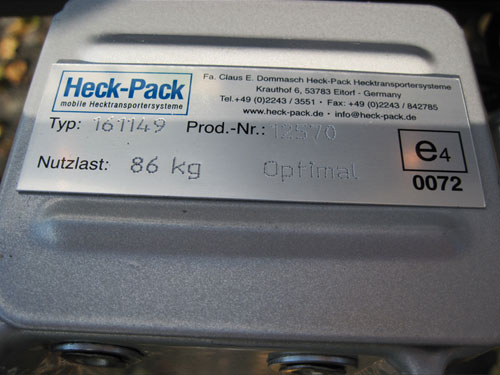 Heck-Pack
mobile Hecktransportersysteme
Fa. Claus E. Dommasch Heck-Pack Hecktransportersysteme
Krauthof 6, 53783 Eitorf - Germany
Tel.+49 (0)2243 / 3551 • Fax: +49 (0)2243 / 842785
www.heck-pack.de • info@heck-pack.de
Typ: 161149 Prod.-Nr.: 12570
Nutzlast: 86 kg Optimal
e4
0072